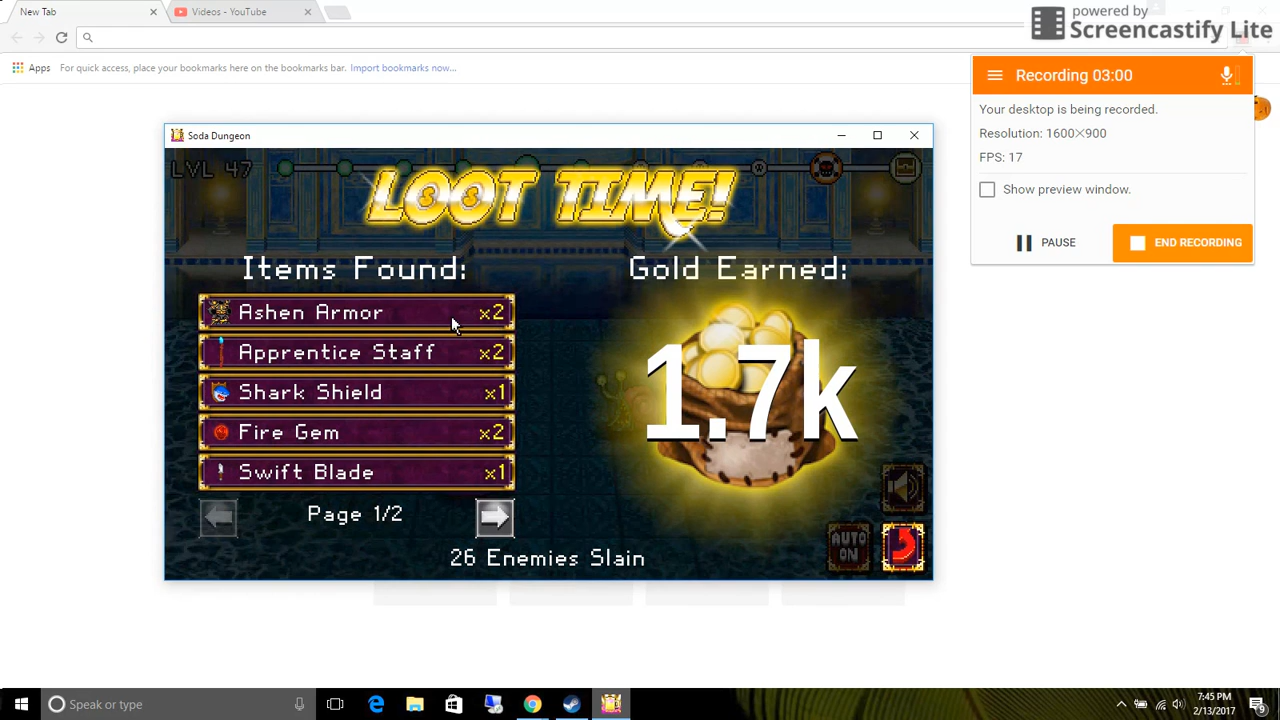 New Tab
Videos - YouTube
powered by
Screencastify Lite
Apps
For quick access, place your bookmarks here on the bookmarks bar. Import bookmarks now...
Recording 03:00
Your desktop is being recorded.
Resolution: 1600×900
FPS: 17
Show preview window.
PAUSE
END RECORDING
Soda Dungeon
LVL 47
LOOT TIME!
Items Found:
Gold Earned:
Ashen Armor x2
Apprentice Staff x2
Shark Shield x1
Fire Gem x2
Swift Blade x1
1.7k
Page 1/2
26 Enemies Slain
AUTO
ON
Speak or type
7:45 PM
2/13/2017
9